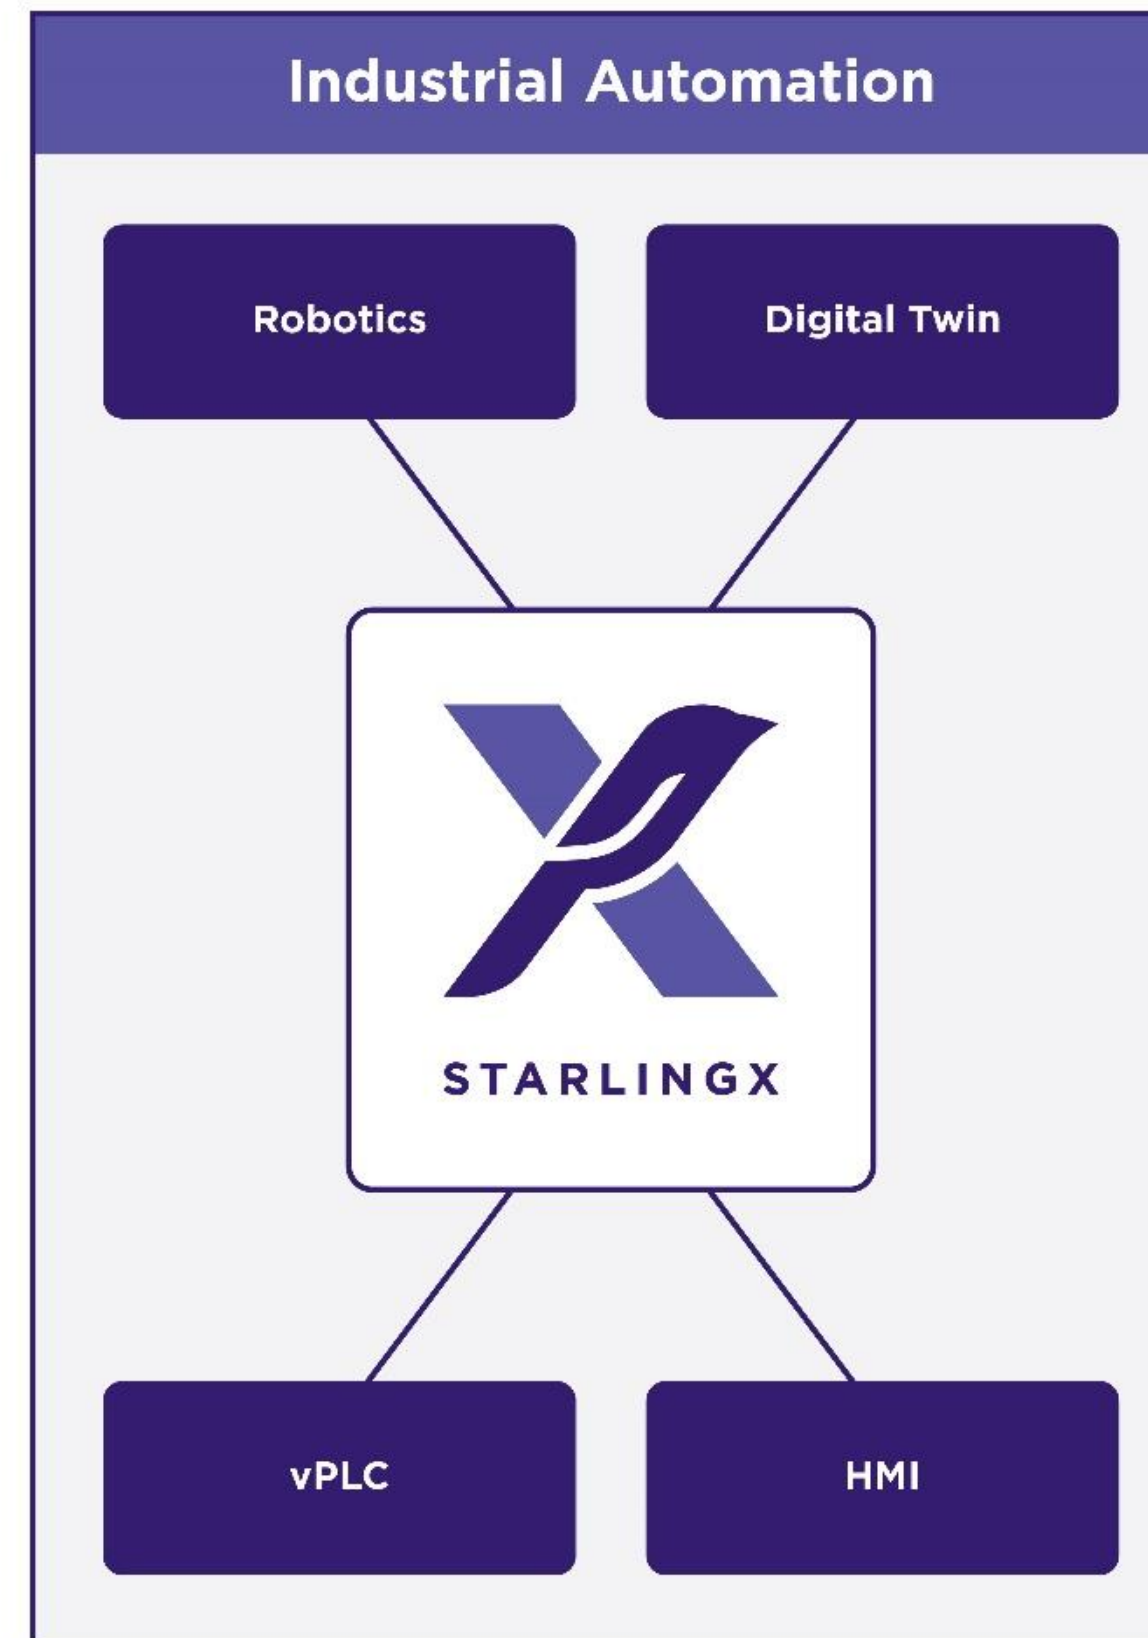 Industrial Automation
Robotics
Digital Twin
STARLINGX
vPLC
HMI